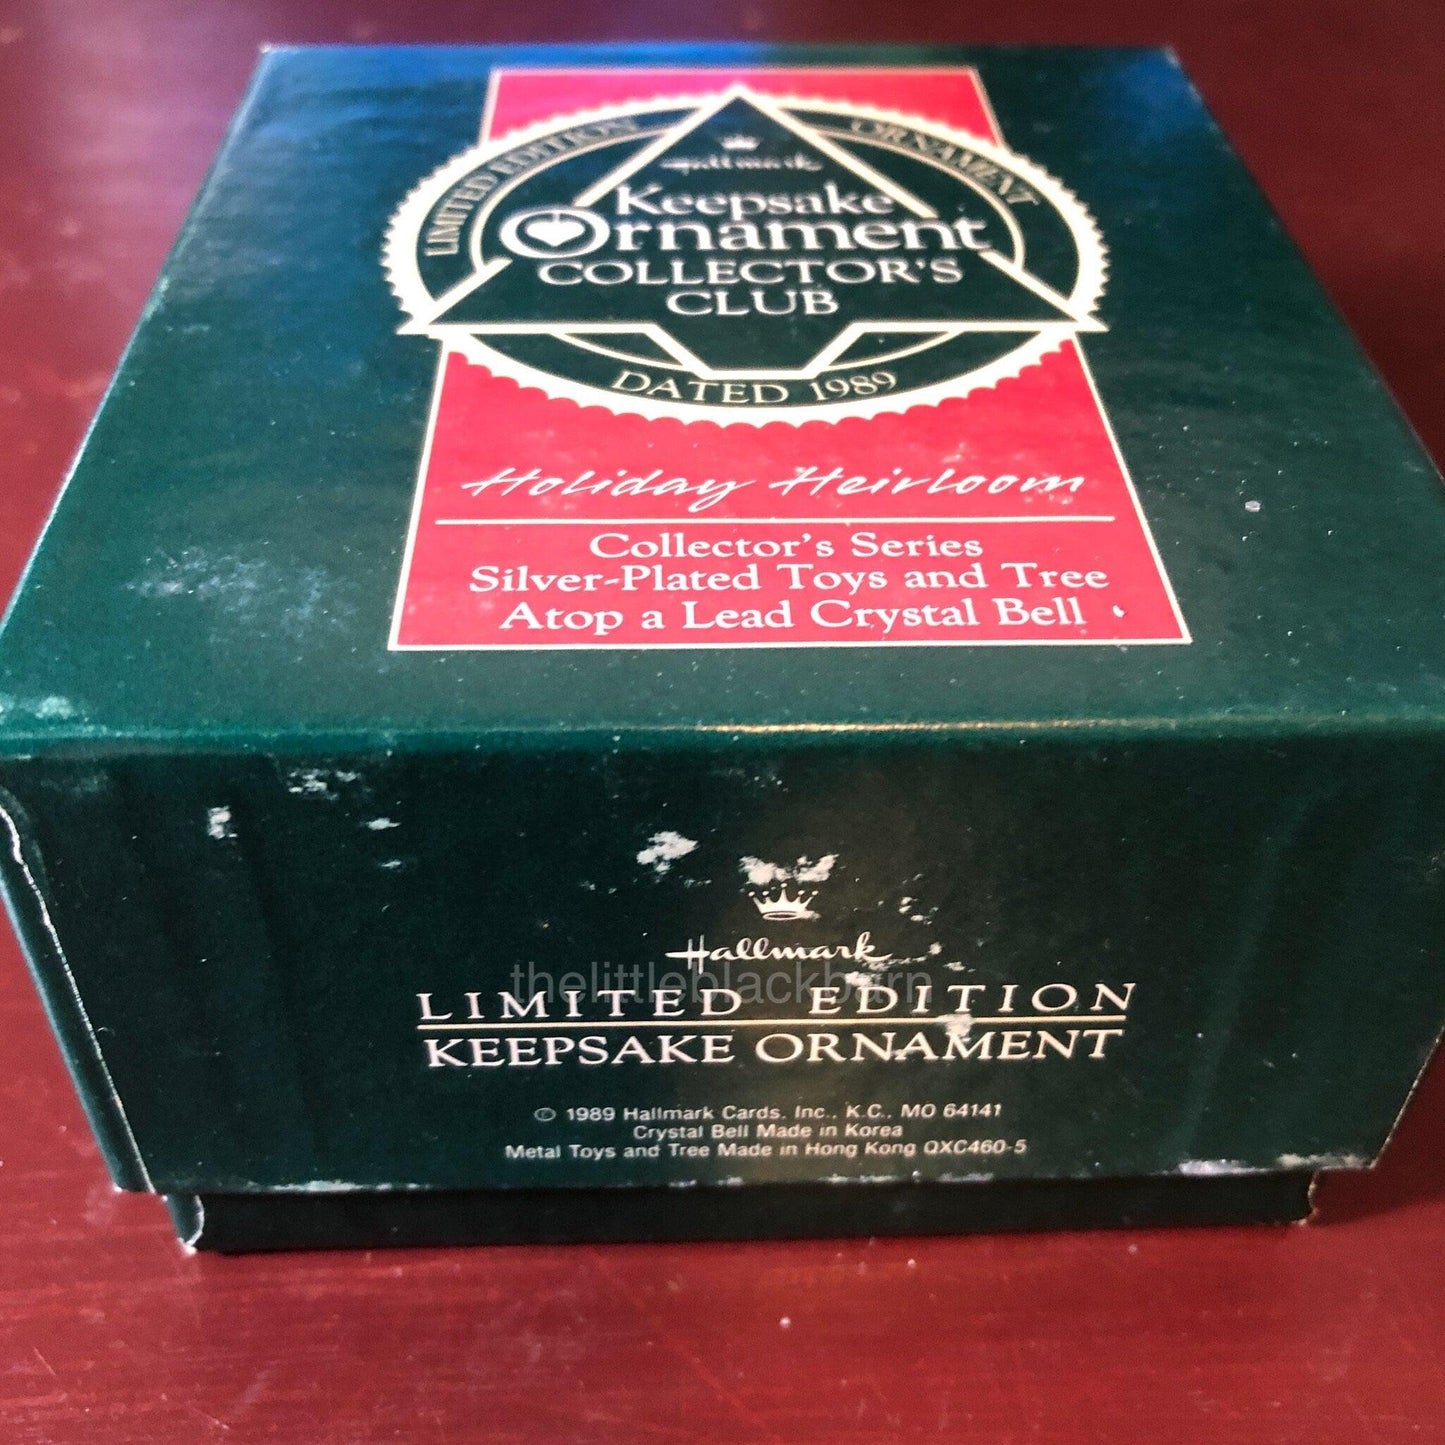 LIMITED EDITION
ORNAMENT
Hallmark
Keepsake
Ornament
COLLECTOR'S
CLUB
DATED 1989
Holiday Heirloom
Collector's Series
Silver-Plated Toys and Tree
Atop a Lead Crystal Bell
Hallmark
thelittleblackbarn
LIMITED EDITION
KEEPSAKE ORNAMENT
© 1989 Hallmark Cards, Inc., K.C., MO 64141
Crystal Bell Made in Korea
Metal Toys and Tree Made in Hong Kong QXC460-5